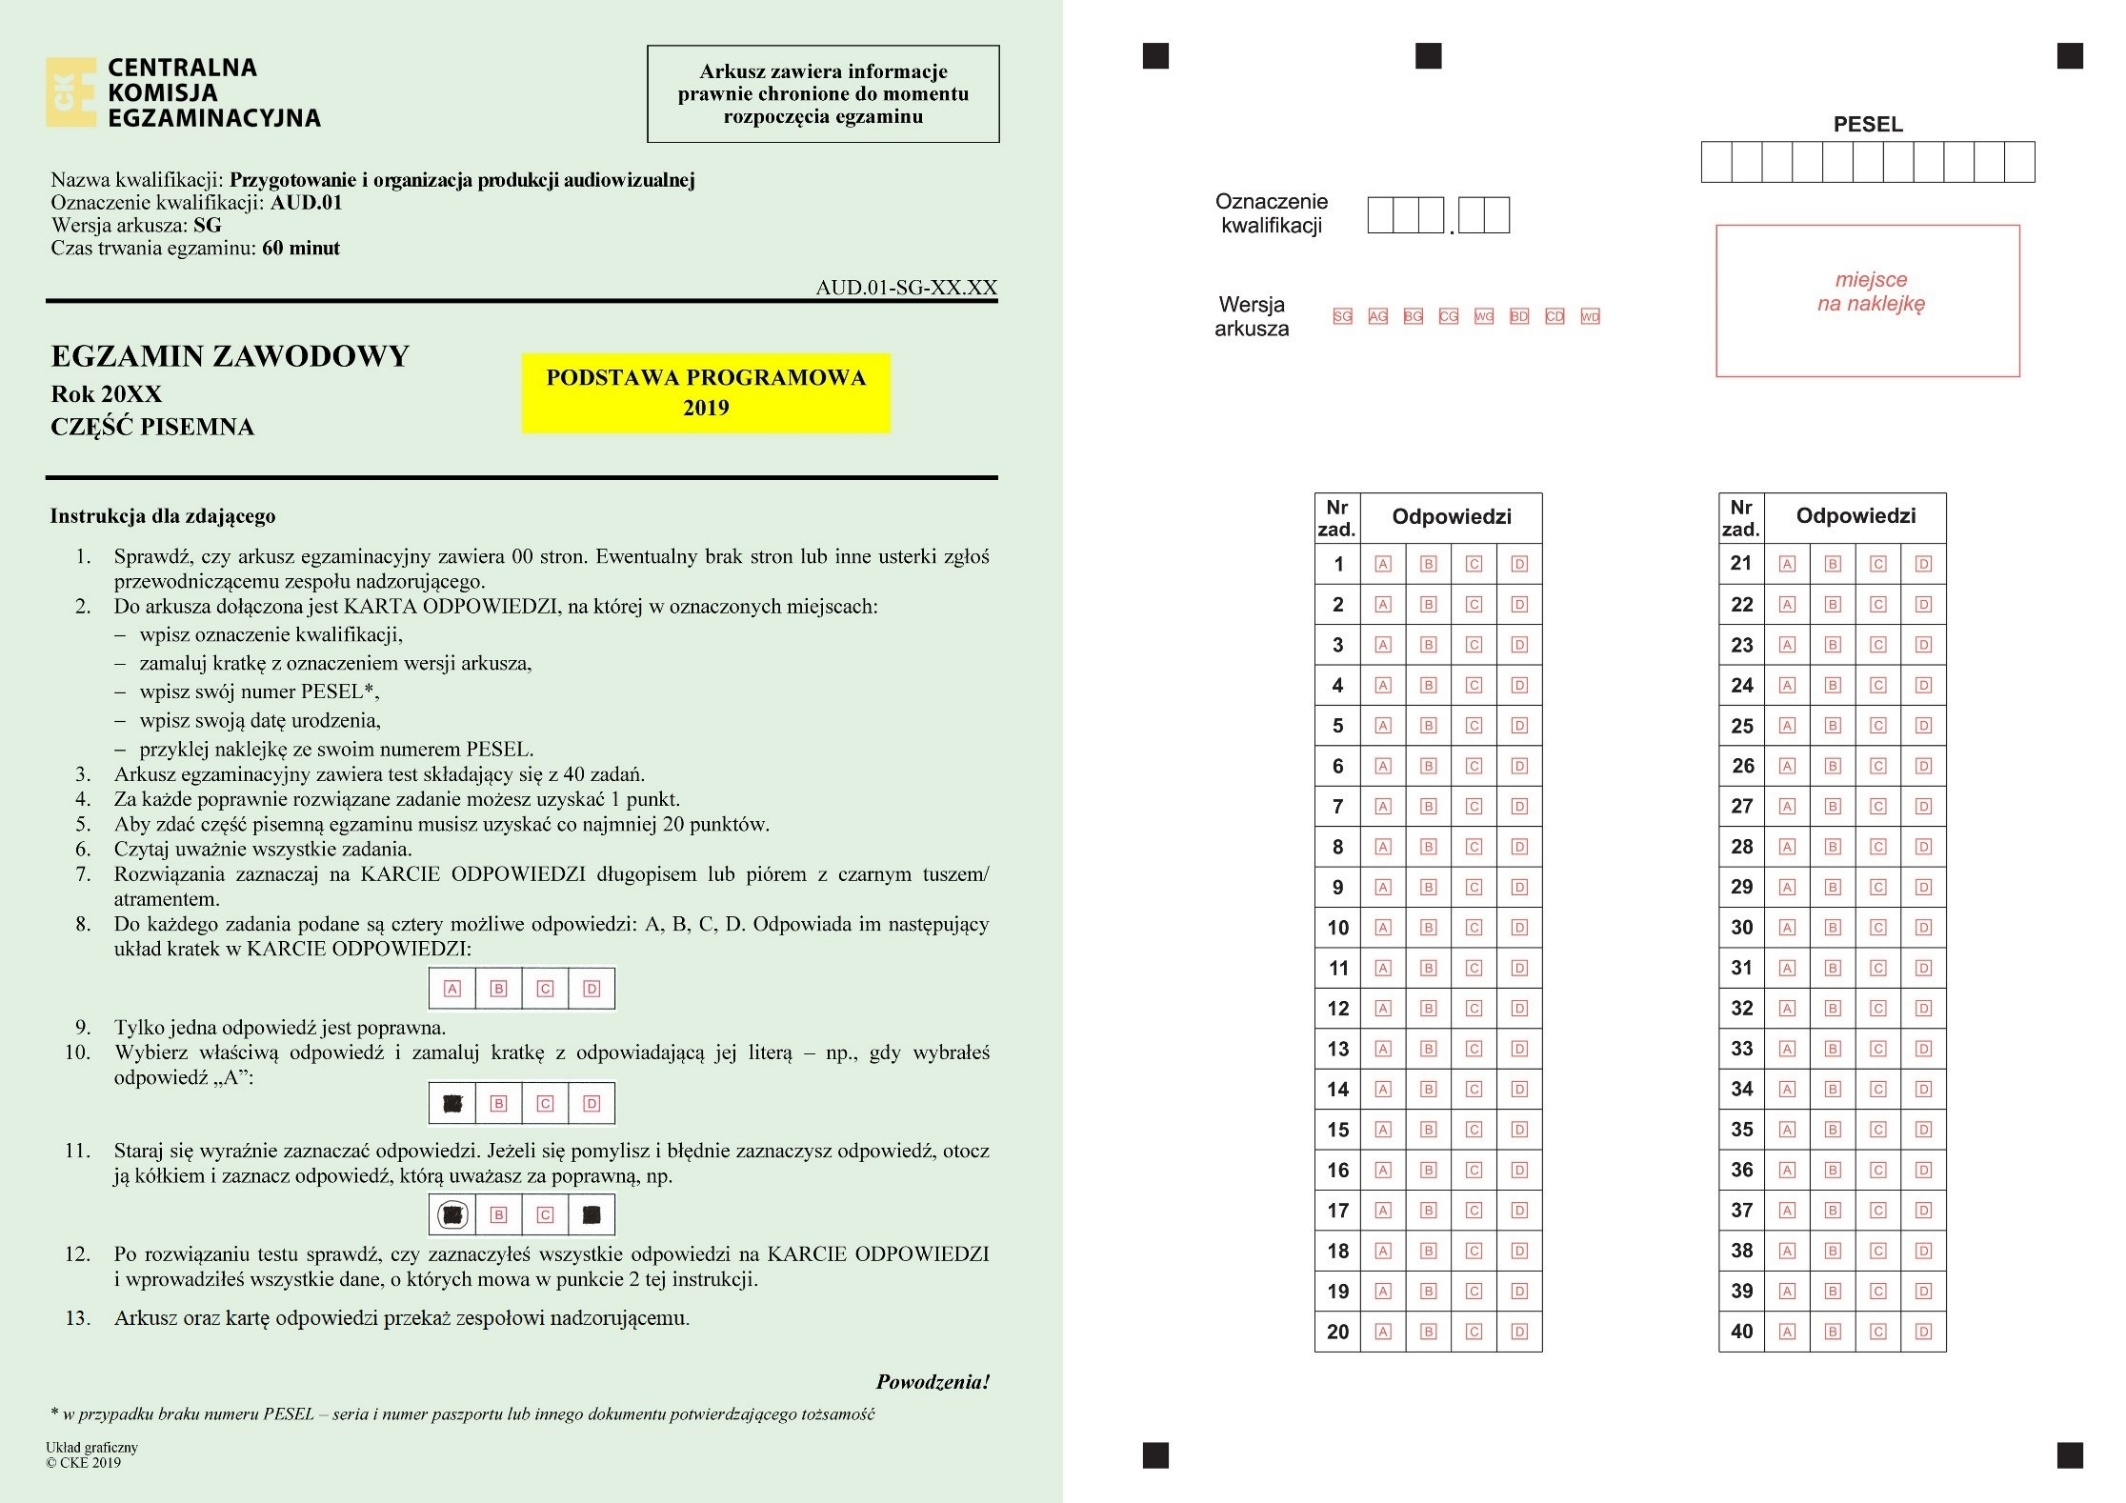 CKE
CENTRALNA
KOMISJA
EGZAMINACYJNA
Arkusz zawiera informacje
prawnie chronione do momentu
rozpoczęcia egzaminu
Nazwa kwalifikacji: Przygotowanie i organizacja produkcji audiowizualnej
Oznaczenie kwalifikacji: AUD.01
Wersja arkusza: SG
Czas trwania egzaminu: 60 minut
AUD.01-SG-XX.XX
EGZAMIN ZAWODOWY
Rok 20XX
CZĘŚĆ PISEMNA
PODSTAWA PROGRAMOWA
2019
Instrukcja dla zdającego
1. Sprawdź, czy arkusz egzaminacyjny zawiera 00 stron. Ewentualny brak stron lub inne usterki zgłoś
przewodniczącemu zespołu nadzorującego.
2. Do arkusza dołączona jest KARTA ODPOWIEDZI, na której w oznaczonych miejscach:
– wpisz oznaczenie kwalifikacji,
– zamaluj kratkę z oznaczeniem wersji arkusza,
– wpisz swój numer PESEL*,
– wpisz swoją datę urodzenia,
– przyklej naklejkę ze swoim numerem PESEL.
3. Arkusz egzaminacyjny zawiera test składający się z 40 zadań.
4. Za każde poprawnie rozwiązane zadanie możesz uzyskać 1 punkt.
5. Aby zdać część pisemną egzaminu musisz uzyskać co najmniej 20 punktów.
6. Czytaj uważnie wszystkie zadania.
7. Rozwiązania zaznaczaj na KARCIE ODPOWIEDZI długopisem lub piórem z czarnym tuszem/
atramentem.
8. Do każdego zadania podane są cztery możliwe odpowiedzi: A, B, C, D. Odpowiada im następujący
układ kratek w KARCIE ODPOWIEDZI:
A B C D
9. Tylko jedna odpowiedź jest poprawna.
10. Wybierz właściwą odpowiedź i zamaluj kratkę z odpowiadającą jej literą – np., gdy wybrałeś
odpowiedź „A”:
B C D
11. Staraj się wyraźnie zaznaczać odpowiedzi. Jeżeli się pomylisz i błędnie zaznaczysz odpowiedź, otocz
ją kółkiem i zaznacz odpowiedź, którą uważasz za poprawną, np.
B C
12. Po rozwiązaniu testu sprawdź, czy zaznaczyłeś wszystkie odpowiedzi na KARCIE ODPOWIEDZI
i wprowadziłeś wszystkie dane, o których mowa w punkcie 2 tej instrukcji.
13. Arkusz oraz kartę odpowiedzi przekaż zespołowi nadzorującemu.
Powodzenia!
* w przypadku braku numeru PESEL – seria i numer paszportu lub innego dokumentu potwierdzającego tożsamość
Układ graficzny
© CKE 2019
PESEL
Oznaczenie
kwalifikacji
.
miejsce
na naklejkę
Wersja
arkusza
SG AG BG CG WG BD CD WD
Nr
zad. Odpowiedzi
1 A B C D
2 A B C D
3 A B C D
4 A B C D
5 A B C D
6 A B C D
7 A B C D
8 A B C D
9 A B C D
10 A B C D
11 A B C D
12 A B C D
13 A B C D
14 A B C D
15 A B C D
16 A B C D
17 A B C D
18 A B C D
19 A B C D
20 A B C D
Nr
zad. Odpowiedzi
21 A B C D
22 A B C D
23 A B C D
24 A B C D
25 A B C D
26 A B C D
27 A B C D
28 A B C D
29 A B C D
30 A B C D
31 A B C D
32 A B C D
33 A B C D
34 A B C D
35 A B C D
36 A B C D
37 A B C D
38 A B C D
39 A B C D
40 A B C D